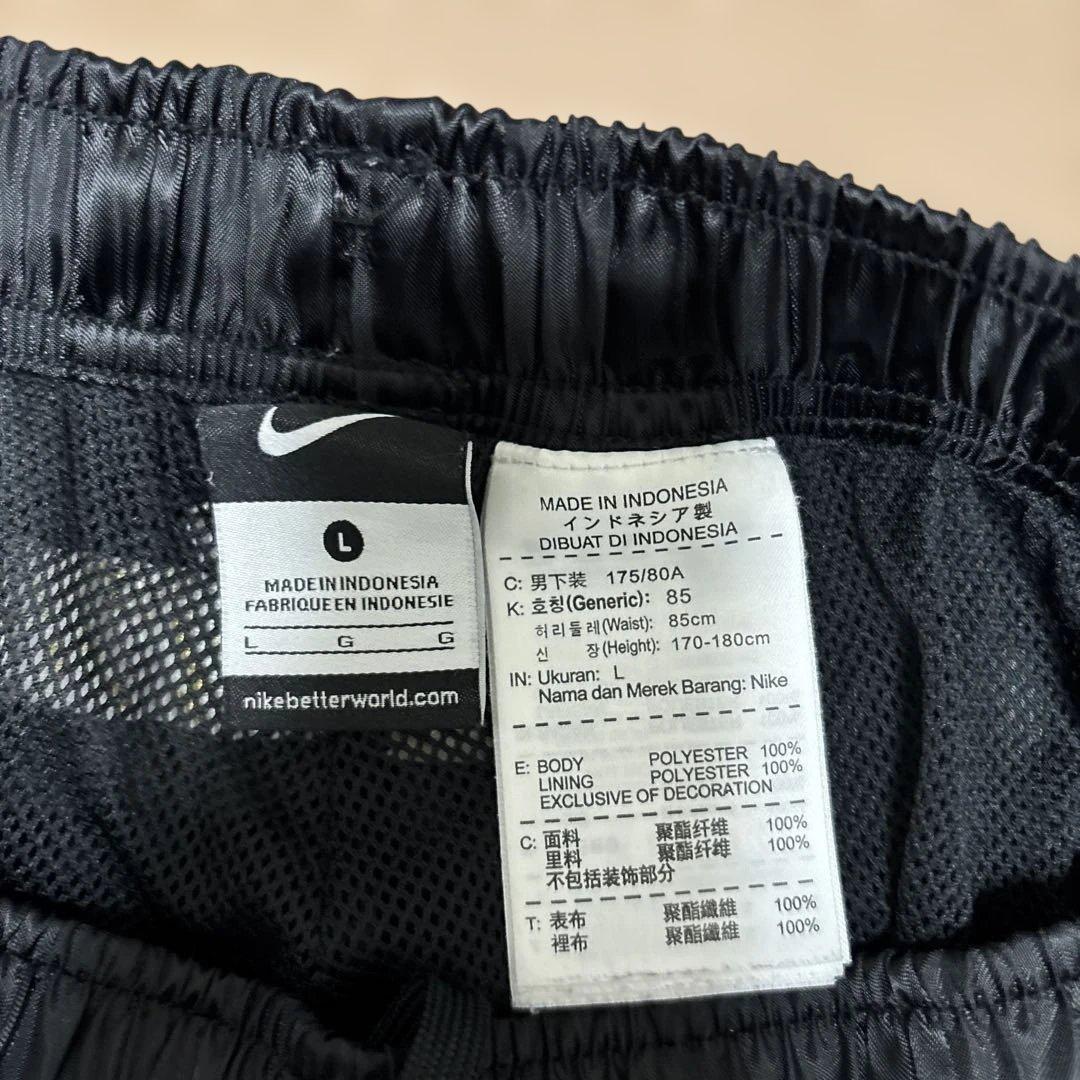 L
MADE IN INDONESIA
FABRIQUE EN INDONESIE
L G G
nikebetterworld.com
MADE IN INDONESIA
インドネシア製
DIBUAT DI INDONESIA
C: 男下装 175/80A
K: 호칭(Generic): 85
허리둘레(Waist): 85cm
신 장(Height): 170-180cm
IN: Ukuran: L
Nama dan Merek Barang: Nike
E: BODY POLYESTER 100%
LINING POLYESTER 100%
EXCLUSIVE OF DECORATION
C: 面料 聚酯纤维 100%
里料 聚酯纤维 100%
不包括装饰部分
T: 表布 聚酯纖維 100%
裡布 聚酯纖維 100%